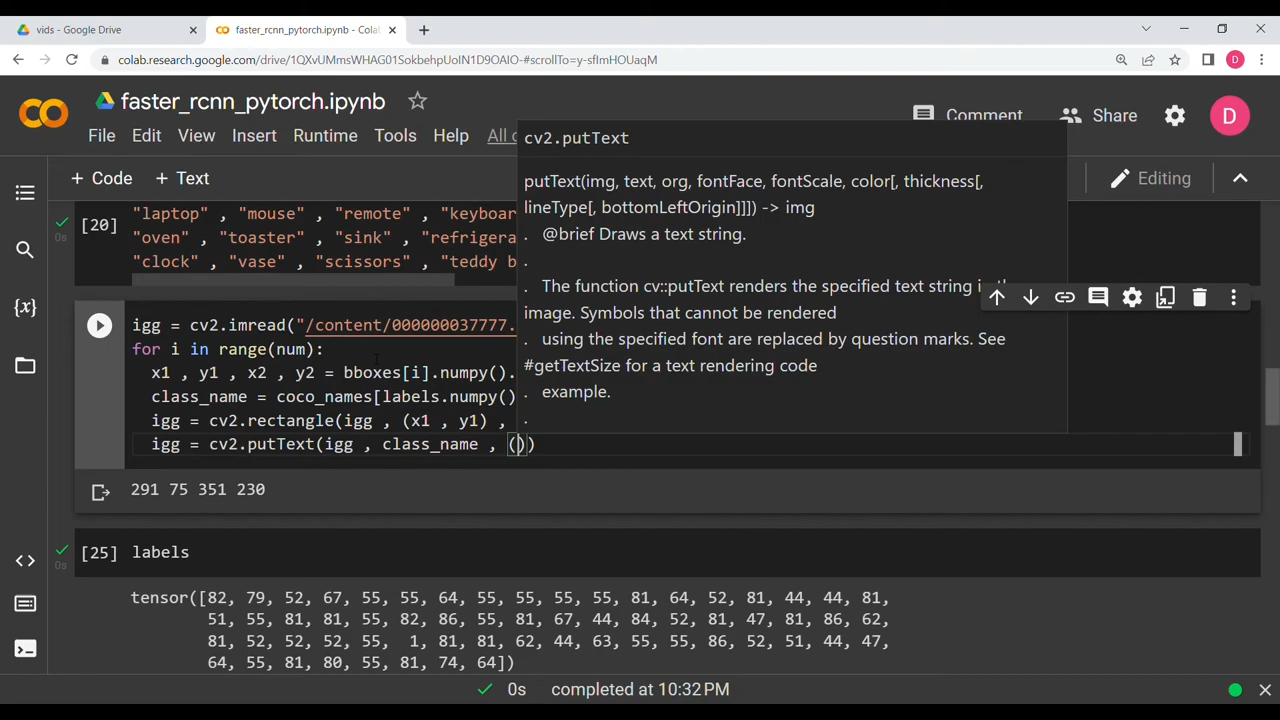 vids - Google Drive
faster_rcnn_pytorch.ipynb - Colab
colab.research.google.com/drive/1QXvUMmsWHAG01SokbehpUoIN1D9OAIO-#scrollTo=y-sfImHOUaqM
D
CO
faster_rcnn_pytorch.ipynb
File Edit View Insert Runtime Tools Help All c
Comment Share D
+ Code + Text
Editing
cv2.putText
putText(img, text, org, fontFace, fontScale, color[, thickness[,
lineType[, bottomLeftOrigin]]]) -> img
. @brief Draws a text string.
.
. The function cv::putText renders the specified text string in th
image. Symbols that cannot be rendered
. using the specified font are replaced by question marks. See
#getTextSize for a text rendering code
. example.
.
[20] "laptop" , "mouse" , "remote" , "keyboar
0s "oven" , "toaster" , "sink" , "refrigera
"clock" , "vase" , "scissors" , "teddy b
{x}
igg = cv2.imread("/content/000000037777.
for i in range(num):
x1 , y1 , x2 , y2 = bboxes[i].numpy().
class_name = coco_names[labels.numpy()
igg = cv2.rectangle(igg , (x1 , y1) ,
igg = cv2.putText(igg , class_name , ())
291 75 351 230
[25] labels
0s
tensor([82, 79, 52, 67, 55, 55, 64, 55, 55, 55, 55, 81, 64, 52, 81, 44, 44, 81,
51, 55, 81, 81, 55, 82, 86, 55, 81, 67, 44, 84, 52, 81, 47, 81, 86, 62,
81, 52, 52, 52, 55, 1, 81, 81, 62, 44, 63, 55, 55, 86, 52, 51, 44, 47,
64, 55, 81, 80, 55, 81, 74, 64])
0s completed at 10:32 PM